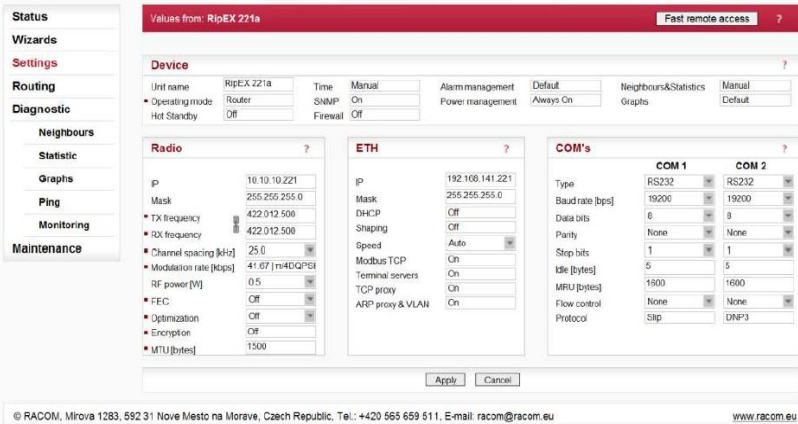 Status
Wizards
Settings
Routing
Diagnostic
Neighbours
Statistic
Graphs
Ping
Monitoring
Maintenance
Values from: RipEX 221a
Fast remote access ?
Device ?
Unit name RipEX 221a Time Manual Alarm management Default Neighbours&Statistics Manual
Operating mode Router SNMP On Power management Always On Graphs Default
Hot Standby Off Firewall Off
Radio ?
IP 10.10.10.221
Mask 255.255.255.0
TX frequency 422.012.500
RX frequency 422.012.500
Channel spacing [kHz] 25.0
Modulation rate [kbps] 41.67 | π/4DQPSK
RF power [W] 0.5
FEC Off
Optimization Off
Encryption Off
MTU [bytes] 1500
ETH ?
IP 192.168.141.221
Mask 255.255.255.0
DHCP Off
Shaping Off
Speed Auto
Modbus TCP On
Terminal servers On
TCP proxy On
ARP proxy & VLAN On
COM's ?
COM 1 COM 2
Type RS232 RS232
Baud rate [bps] 19200 19200
Data bits 8 8
Parity None None
Stop bits 1 1
Idle [bytes] 5 5
MRU [bytes] 1600 1600
Flow control None None
Protocol Slip DNP3
Apply Cancel
© RACOM, Mirova 1283, 592 31 Nove Mesto na Morave, Czech Republic, Tel.: +420 565 659 511, E-mail: racom@racom.eu www.racom.eu